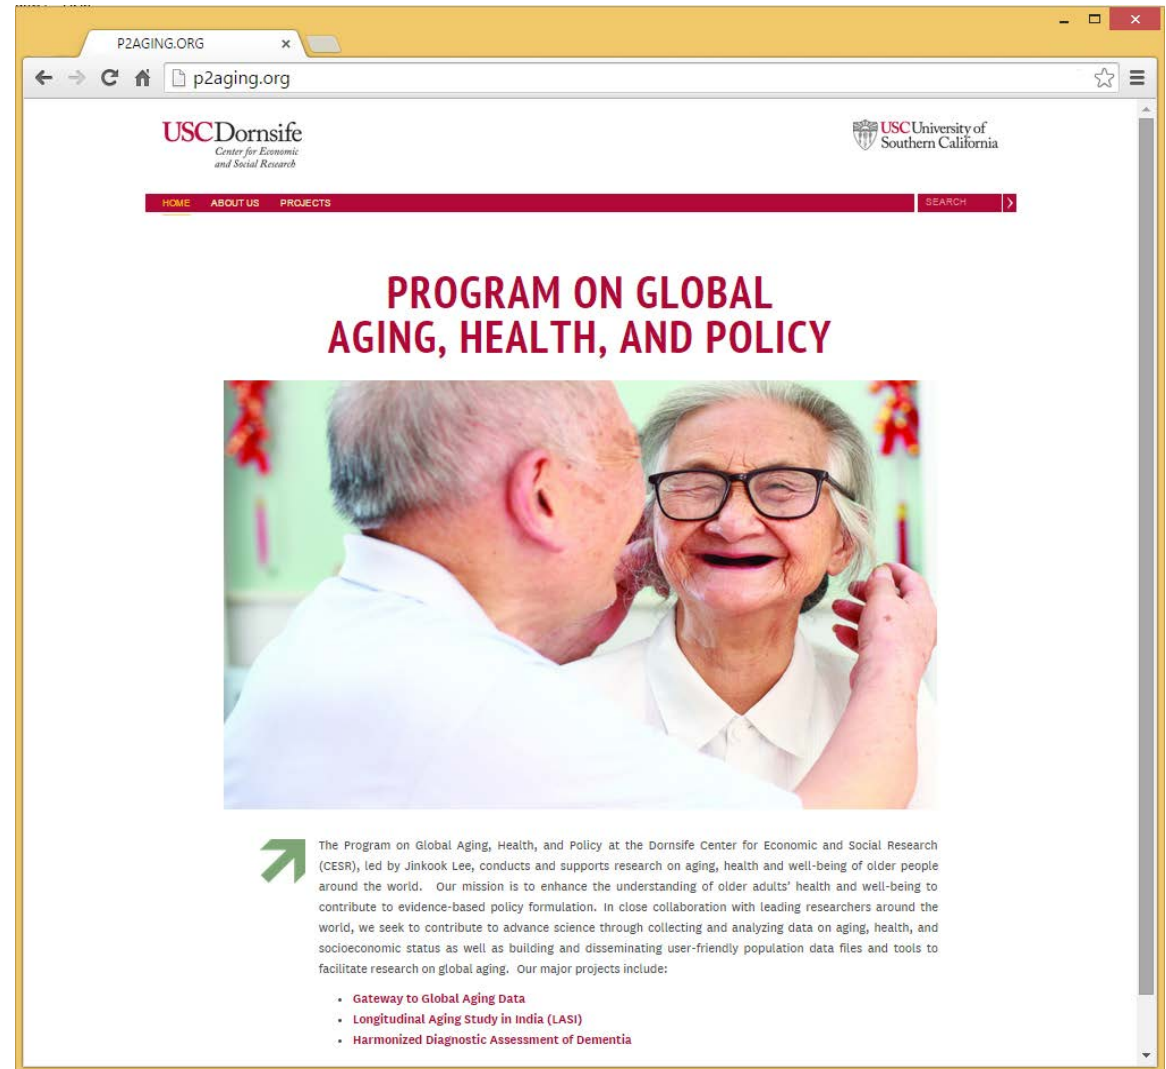 P2AGING.ORG
p2aging.org
USCDornsife
Center for Economic
and Social Research
USC University of
Southern California
HOME ABOUT US PROJECTS SEARCH
PROGRAM ON GLOBAL
AGING, HEALTH, AND POLICY
The Program on Global Aging, Health, and Policy at the Dornsife Center for Economic and Social Research
(CESR), led by Jinkook Lee, conducts and supports research on aging, health and well-being of older people
around the world. Our mission is to enhance the understanding of older adults' health and well-being to
contribute to evidence-based policy formulation. In close collaboration with leading researchers around the
world, we seek to contribute to advance science through collecting and analyzing data on aging, health, and
socioeconomic status as well as building and disseminating user-friendly population data files and tools to
facilitate research on global aging. Our major projects include:
• Gateway to Global Aging Data
• Longitudinal Aging Study in India (LASI)
• Harmonized Diagnostic Assessment of Dementia